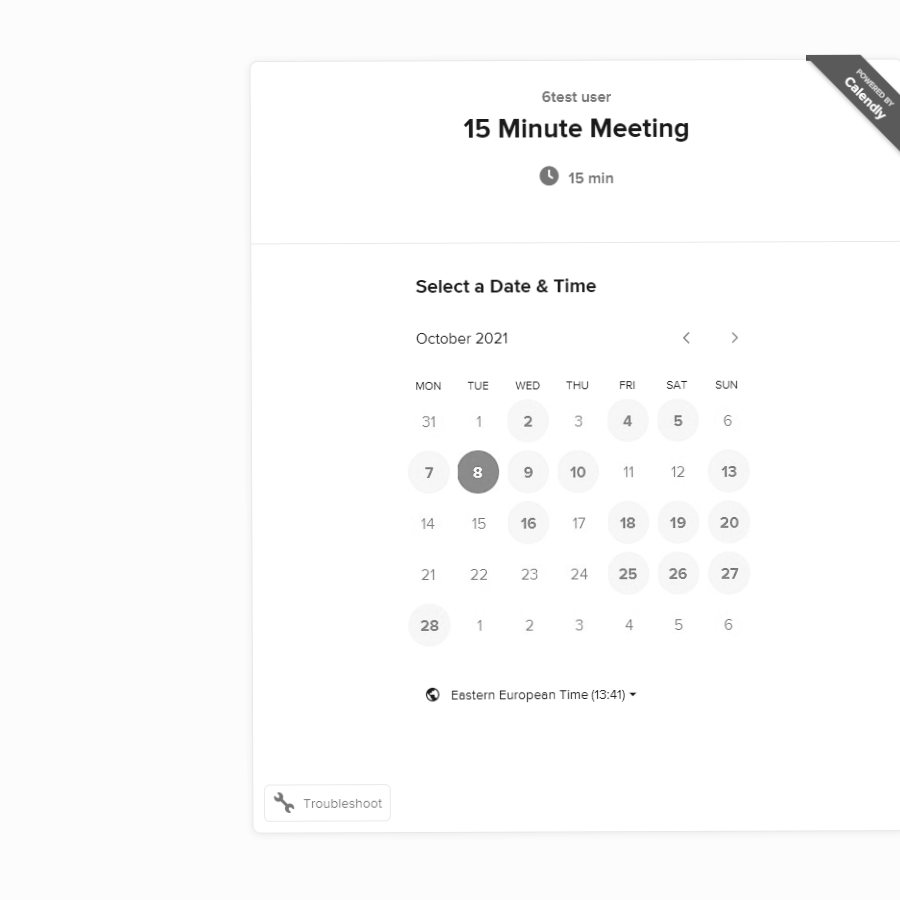 POWERED BY
Calendly
6test user
15 Minute Meeting
15 min
Select a Date & Time
October 2021
MON TUE WED THU FRI SAT SUN
31 1 2 3 4 5 6
7 8 9 10 11 12 13
14 15 16 17 18 19 20
21 22 23 24 25 26 27
28 1 2 3 4 5 6
Eastern European Time (13:41)
Troubleshoot